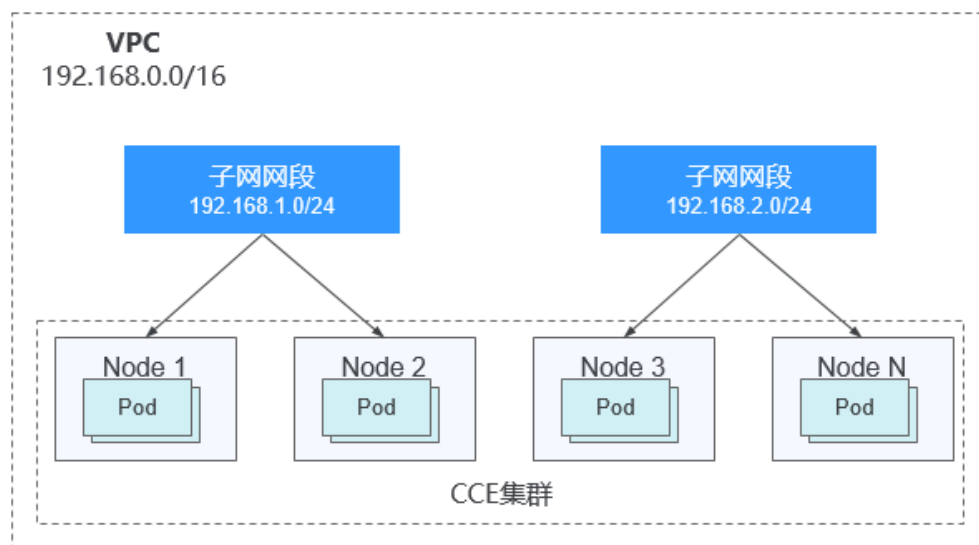 VPC
192.168.0.0/16
子网网段
192.168.1.0/24
子网网段
192.168.2.0/24
Node 1
Pod
Node 2
Pod
Node 3
Pod
Node N
Pod
CCE集群